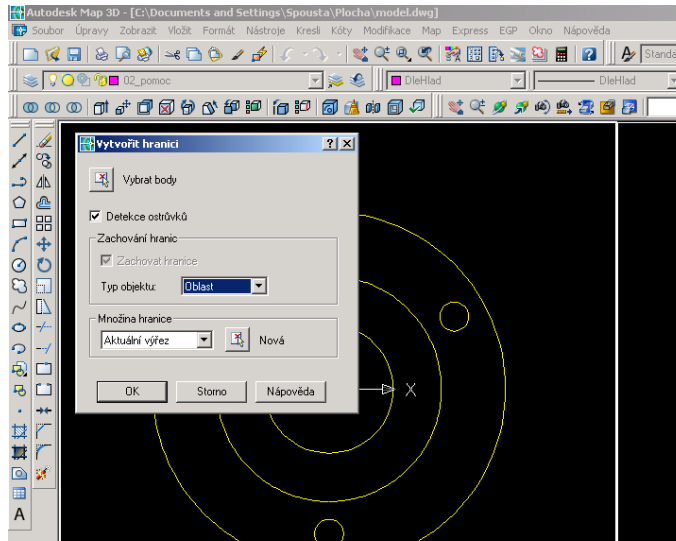 Autodesk Map 3D - [C:\Documents and Settings\Spousta\Plocha\model.dwg]
Soubor Úpravy Zobrazit Vložit Formát Nástroje Kresli Kóty Modifikace Map Express EGP Okno Nápověda
Standa
02_pomoc DleHlad DleHlad
Vytvořit hranici
Vybrat body
Detekce ostrůvků
Zachování hranic
Zachovat hranice
Typ objektu: Oblast
Množina hranice
Aktuální výřez Nová
OK Storno Nápověda
X
A